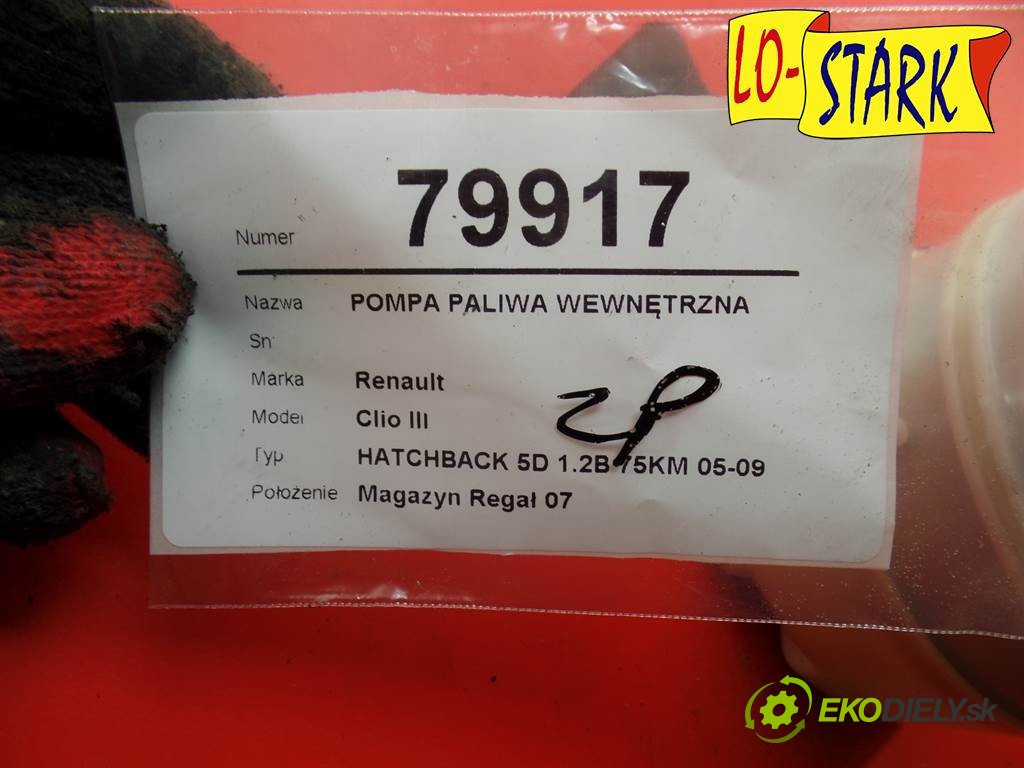 LO-STARK
79917
Numer
Nazwa POMPA PALIWA WEWNĘTRZNA
Sn
Marka Renault
Model Clio III
Typ HATCHBACK 5D 1.2B 75KM 05-09
Położenie Magazyn Regał 07
EKODIELY.sk